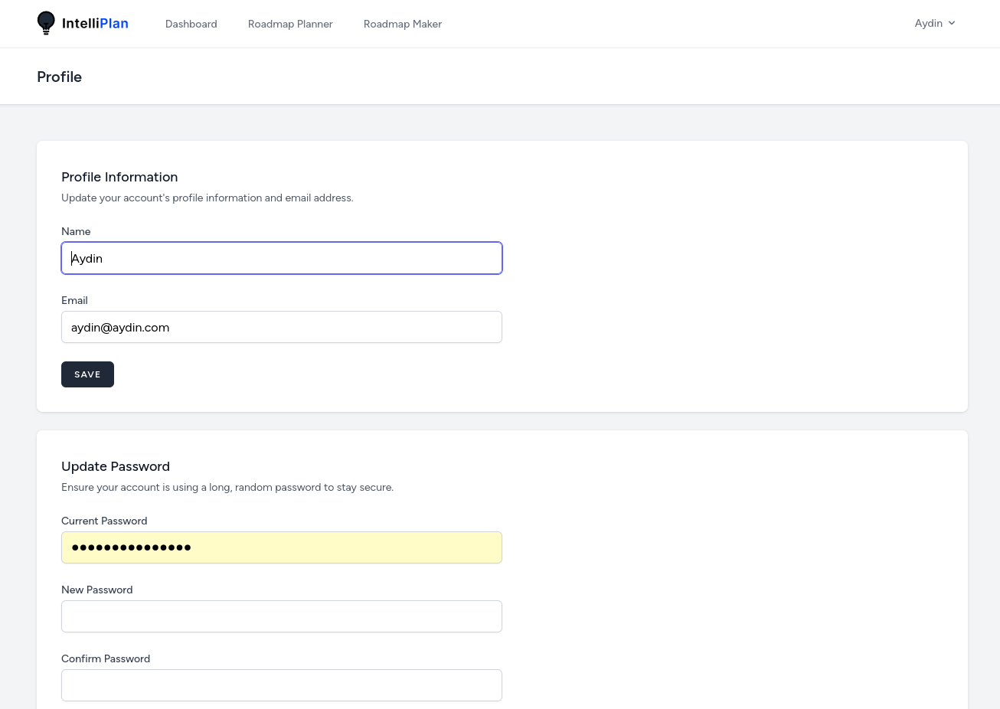 IntelliPlan
Dashboard
Roadmap Planner
Roadmap Maker
Aydin
Profile
Profile Information
Update your account's profile information and email address.
Name
Aydin
Email
aydin@aydin.com
SAVE
Update Password
Ensure your account is using a long, random password to stay secure.
Current Password
●●●●●●●●●●●●●●●
New Password
Confirm Password